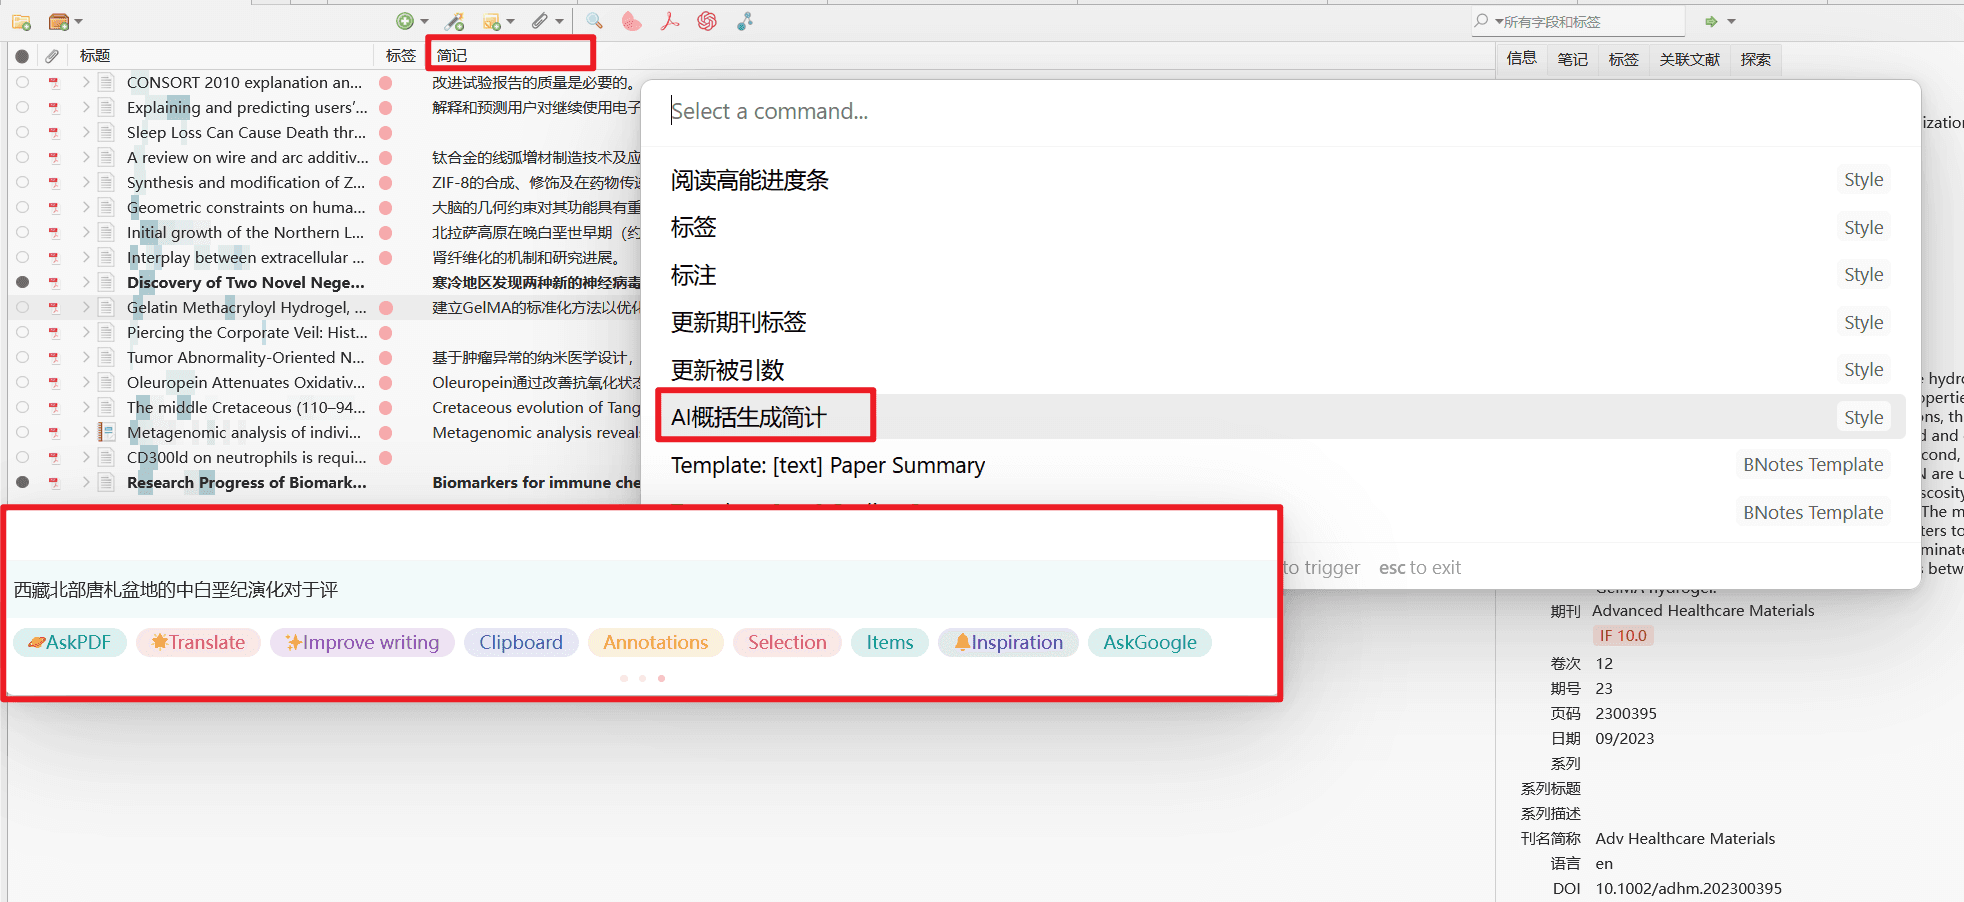 所有字段和标签
标题 标签 简记
信息 笔记 标签 关联文献 探索
CONSORT 2010 explanation an... 改进试验报告的质量是必要的。
Explaining and predicting users'... 解释和预测用户对继续使用电子
Sleep Loss Can Cause Death thr...
A review on wire and arc additiv... 钛合金的线弧增材制造技术及应
Synthesis and modification of Z... ZIF-8的合成、修饰及在药物传递
Geometric constraints on huma... 大脑的几何约束对其功能具有重
Initial growth of the Northern L... 北拉萨高原在晚白垩世早期（约
Interplay between extracellular ... 肾纤维化的机制和研究进展。
Discovery of Two Novel Nege... 寒冷地区发现两种新的神经病毒
Gelatin Methacryloyl Hydrogel, ... 建立GelMA的标准化方法以优化
Piercing the Corporate Veil: Hist...
Tumor Abnormality-Oriented N... 基于肿瘤异常的纳米医学设计，
Oleuropein Attenuates Oxidativ... Oleuropein通过改善抗氧化状态
The middle Cretaceous (110–94... Cretaceous evolution of Tang
Metagenomic analysis of indivi... Metagenomic analysis reveal
CD300ld on neutrophils is requi...
Research Progress of Biomark... Biomarkers for immune che
Select a command...
阅读高能进度条 Style
标签 Style
标注 Style
更新期刊标签 Style
更新被引数 Style
AI概括生成简计 Style
Template: [text] Paper Summary BNotes Template
BNotes Template
to trigger esc to exit
西藏北部唐札盆地的中白垩纪演化对于评
AskPDF Translate Improve writing Clipboard Annotations Selection Items Inspiration AskGoogle
GelMA hydrogel.
期刊 Advanced Healthcare Materials
IF 10.0
卷次 12
期号 23
页码 2300395
日期 09/2023
系列
系列标题
系列描述
刊名简称 Adv Healthcare Materials
语言 en
DOI 10.1002/adhm.202300395